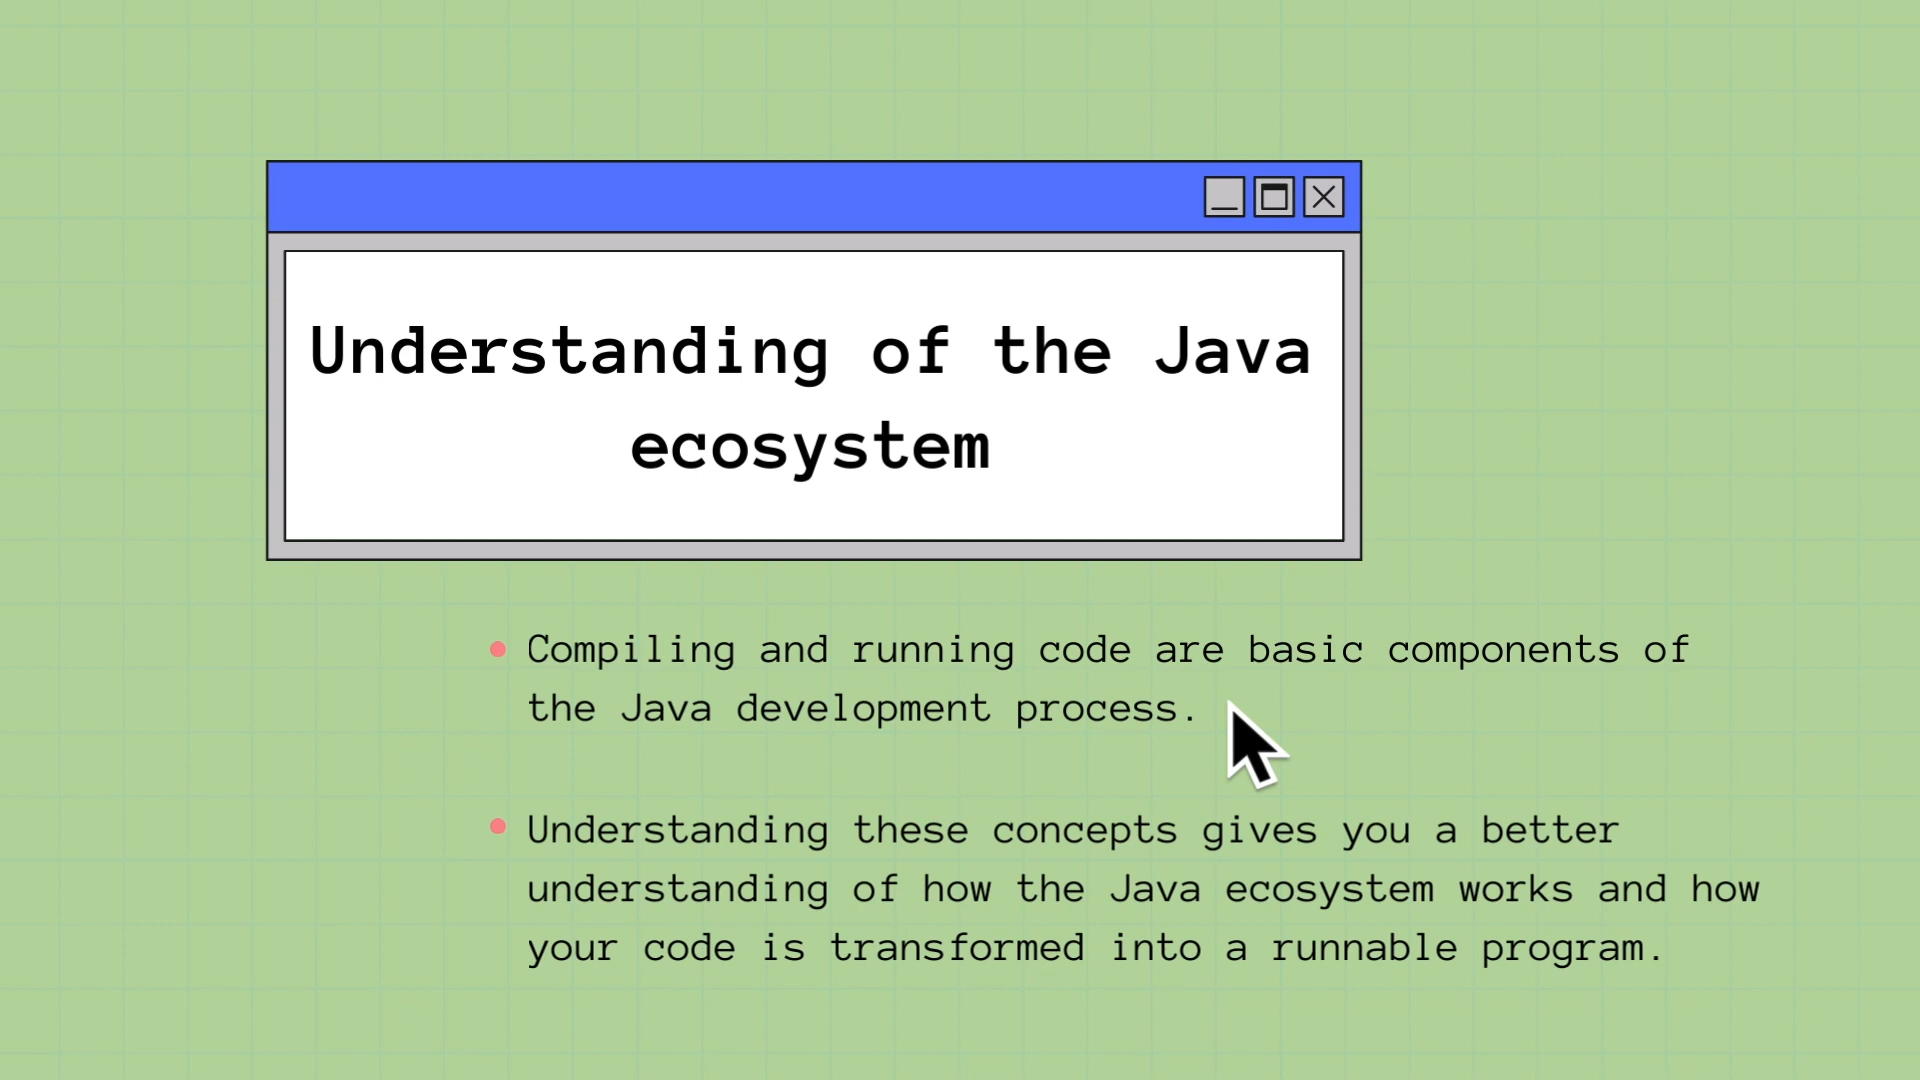 Understanding of the Java
ecosystem
Compiling and running code are basic components of
the Java development process.
Understanding these concepts gives you a better
understanding of how the Java ecosystem works and how
your code is transformed into a runnable program.